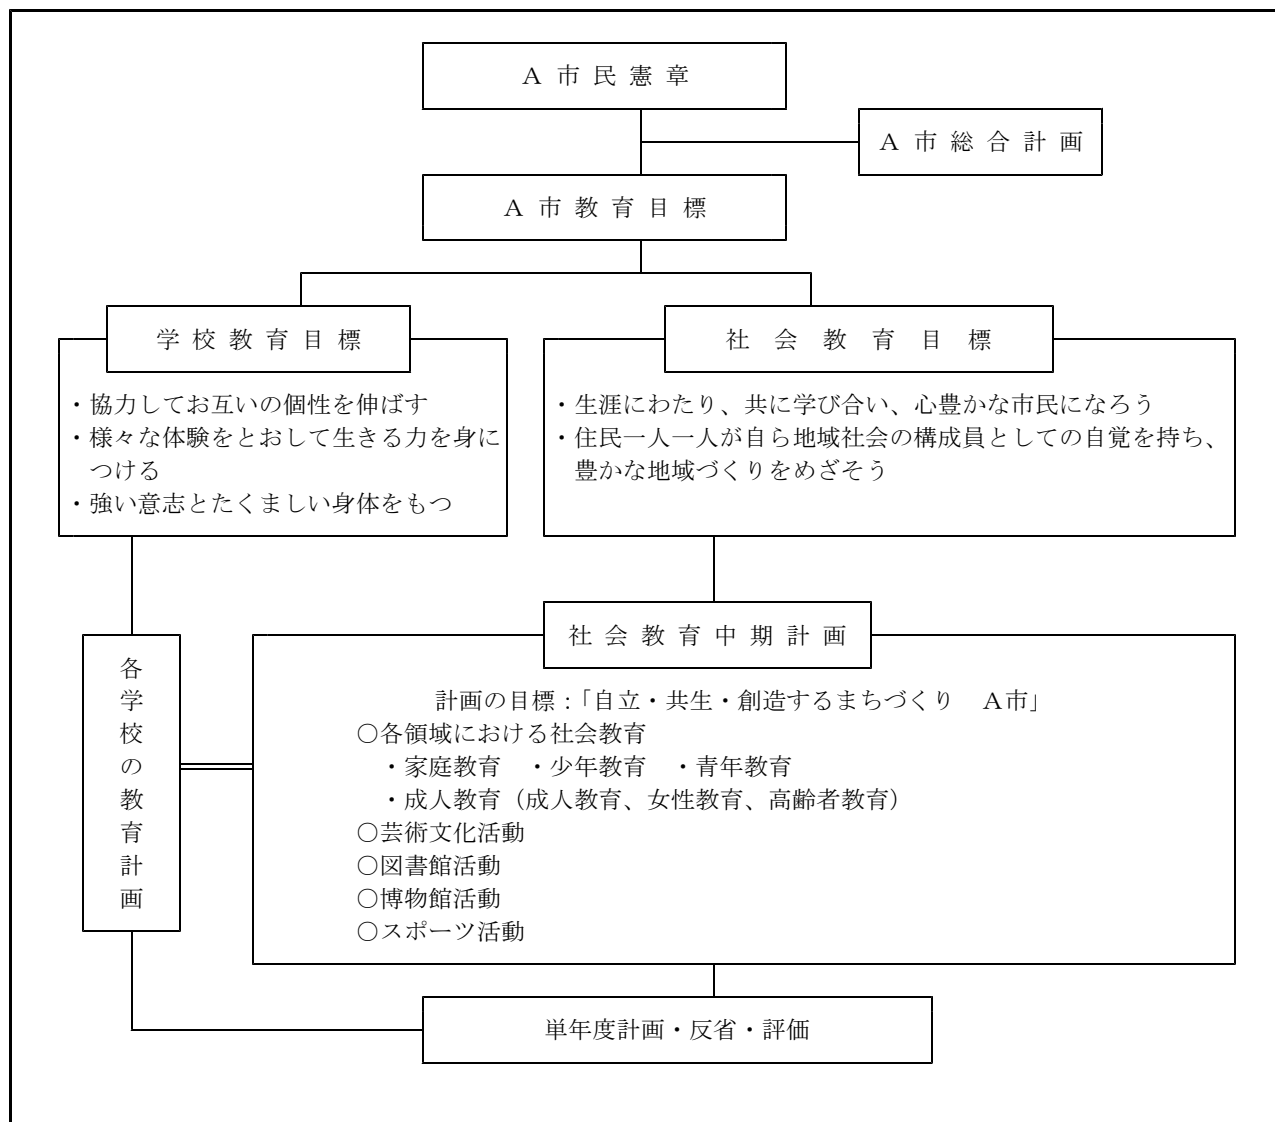 A市民憲章
A市総合計画
A市教育目標
学校教育目標
・協力してお互いの個性を伸ばす
・様々な体験をとおして生きる力を身に
つける
・強い意志とたくましい身体をもつ
社会教育目標
・生涯にわたり、共に学び合い、心豊かな市民になろう
・住民一人一人が自ら地域社会の構成員としての自覚を持ち、
豊かな地域づくりをめざそう
各学校の教育計画
社会教育中期計画
計画の目標:「自立・共生・創造するまちづくり　A市」
○各領域における社会教育
・家庭教育　・少年教育　・青年教育
・成人教育（成人教育、女性教育、高齢者教育）
○芸術文化活動
○図書館活動
○博物館活動
○スポーツ活動
単年度計画・反省・評価